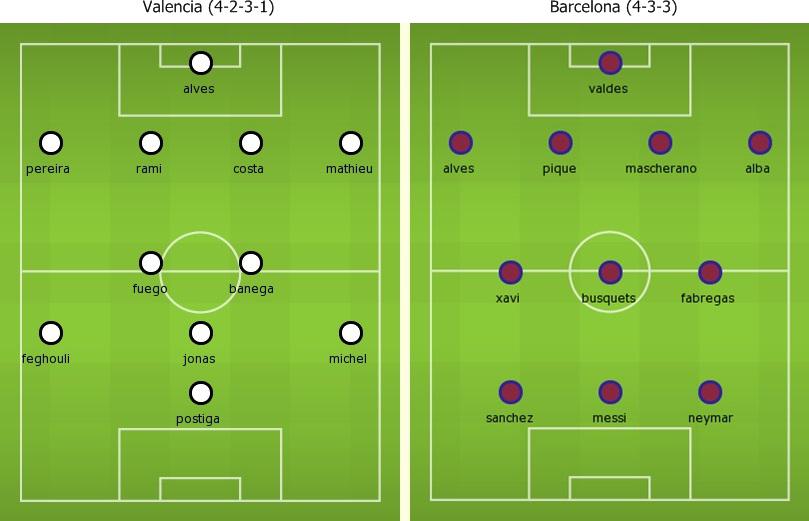 Valencia (4-2-3-1)
alves
pereira rami costa mathieu
fuego banega
feghouli jonas michel
postiga
Barcelona (4-3-3)
valdes
alves pique mascherano alba
xavi busquets fabregas
sanchez messi neymar